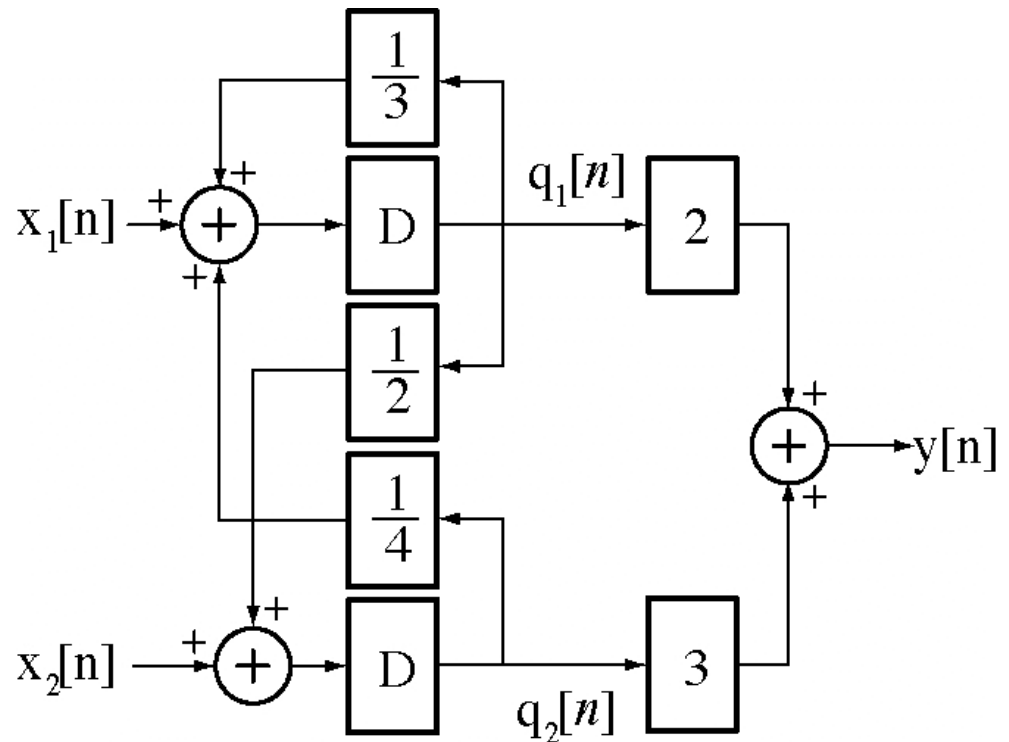 1/3
+
+
x₁[n]
+
D
q₁[n]
2
+
1/2
+
+
y[n]
+
1/4
+
+
x₂[n]
+
D
q₂[n]
3